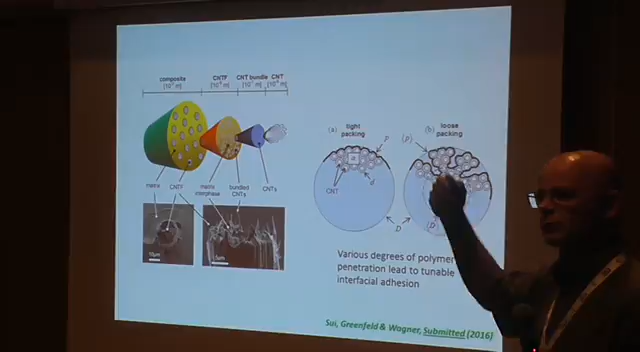 composite CNTF CNT bundle CNT
matrix CNTF matrix interphase bundled CNTs CNTs
(a) tight packing
(b) loose packing
CNT
Various degrees of polymer
penetration lead to tunable
interfacial adhesion
Sui, Greenfeld & Wagner, Submitted (2016)